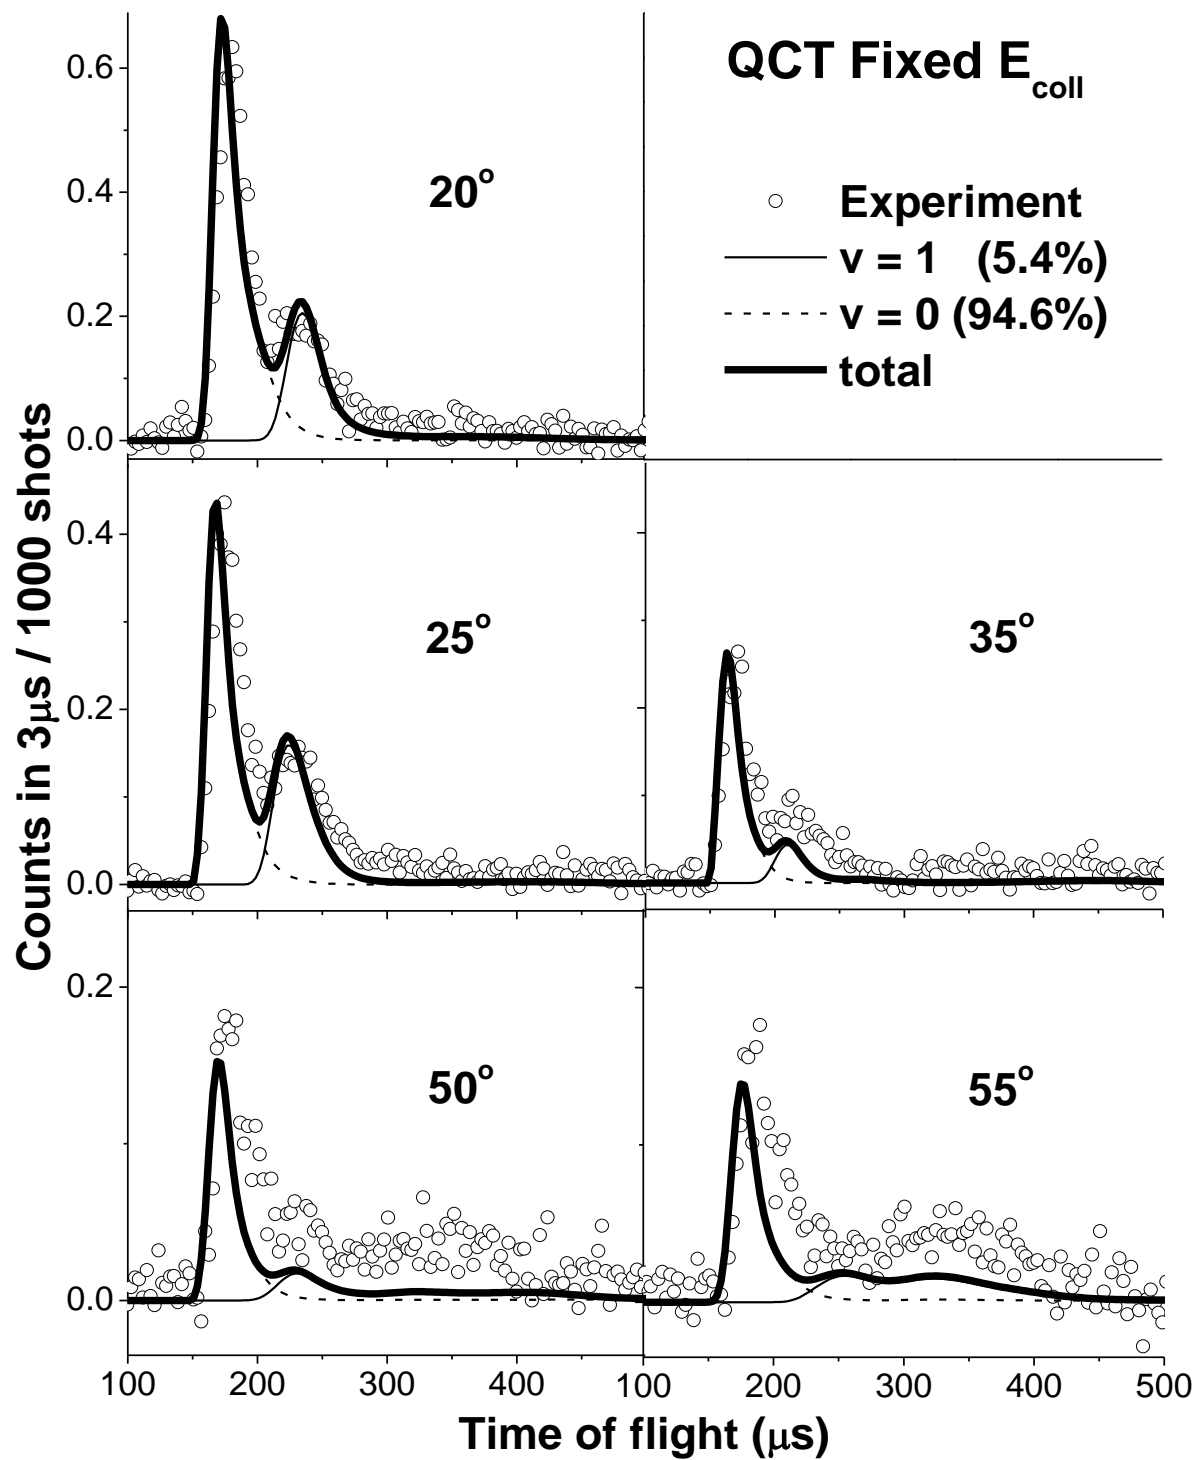 QCT Fixed E_coll
Experiment
v = 1 (5.4%)
v = 0 (94.6%)
total
20°
0.6
0.4
0.2
0.0
25°
35°
0.4
0.2
0.0
50°
55°
0.2
0.0
100 200 300 400 100 200 300 400 500
Counts in 3μs / 1000 shots
Time of flight (μs)